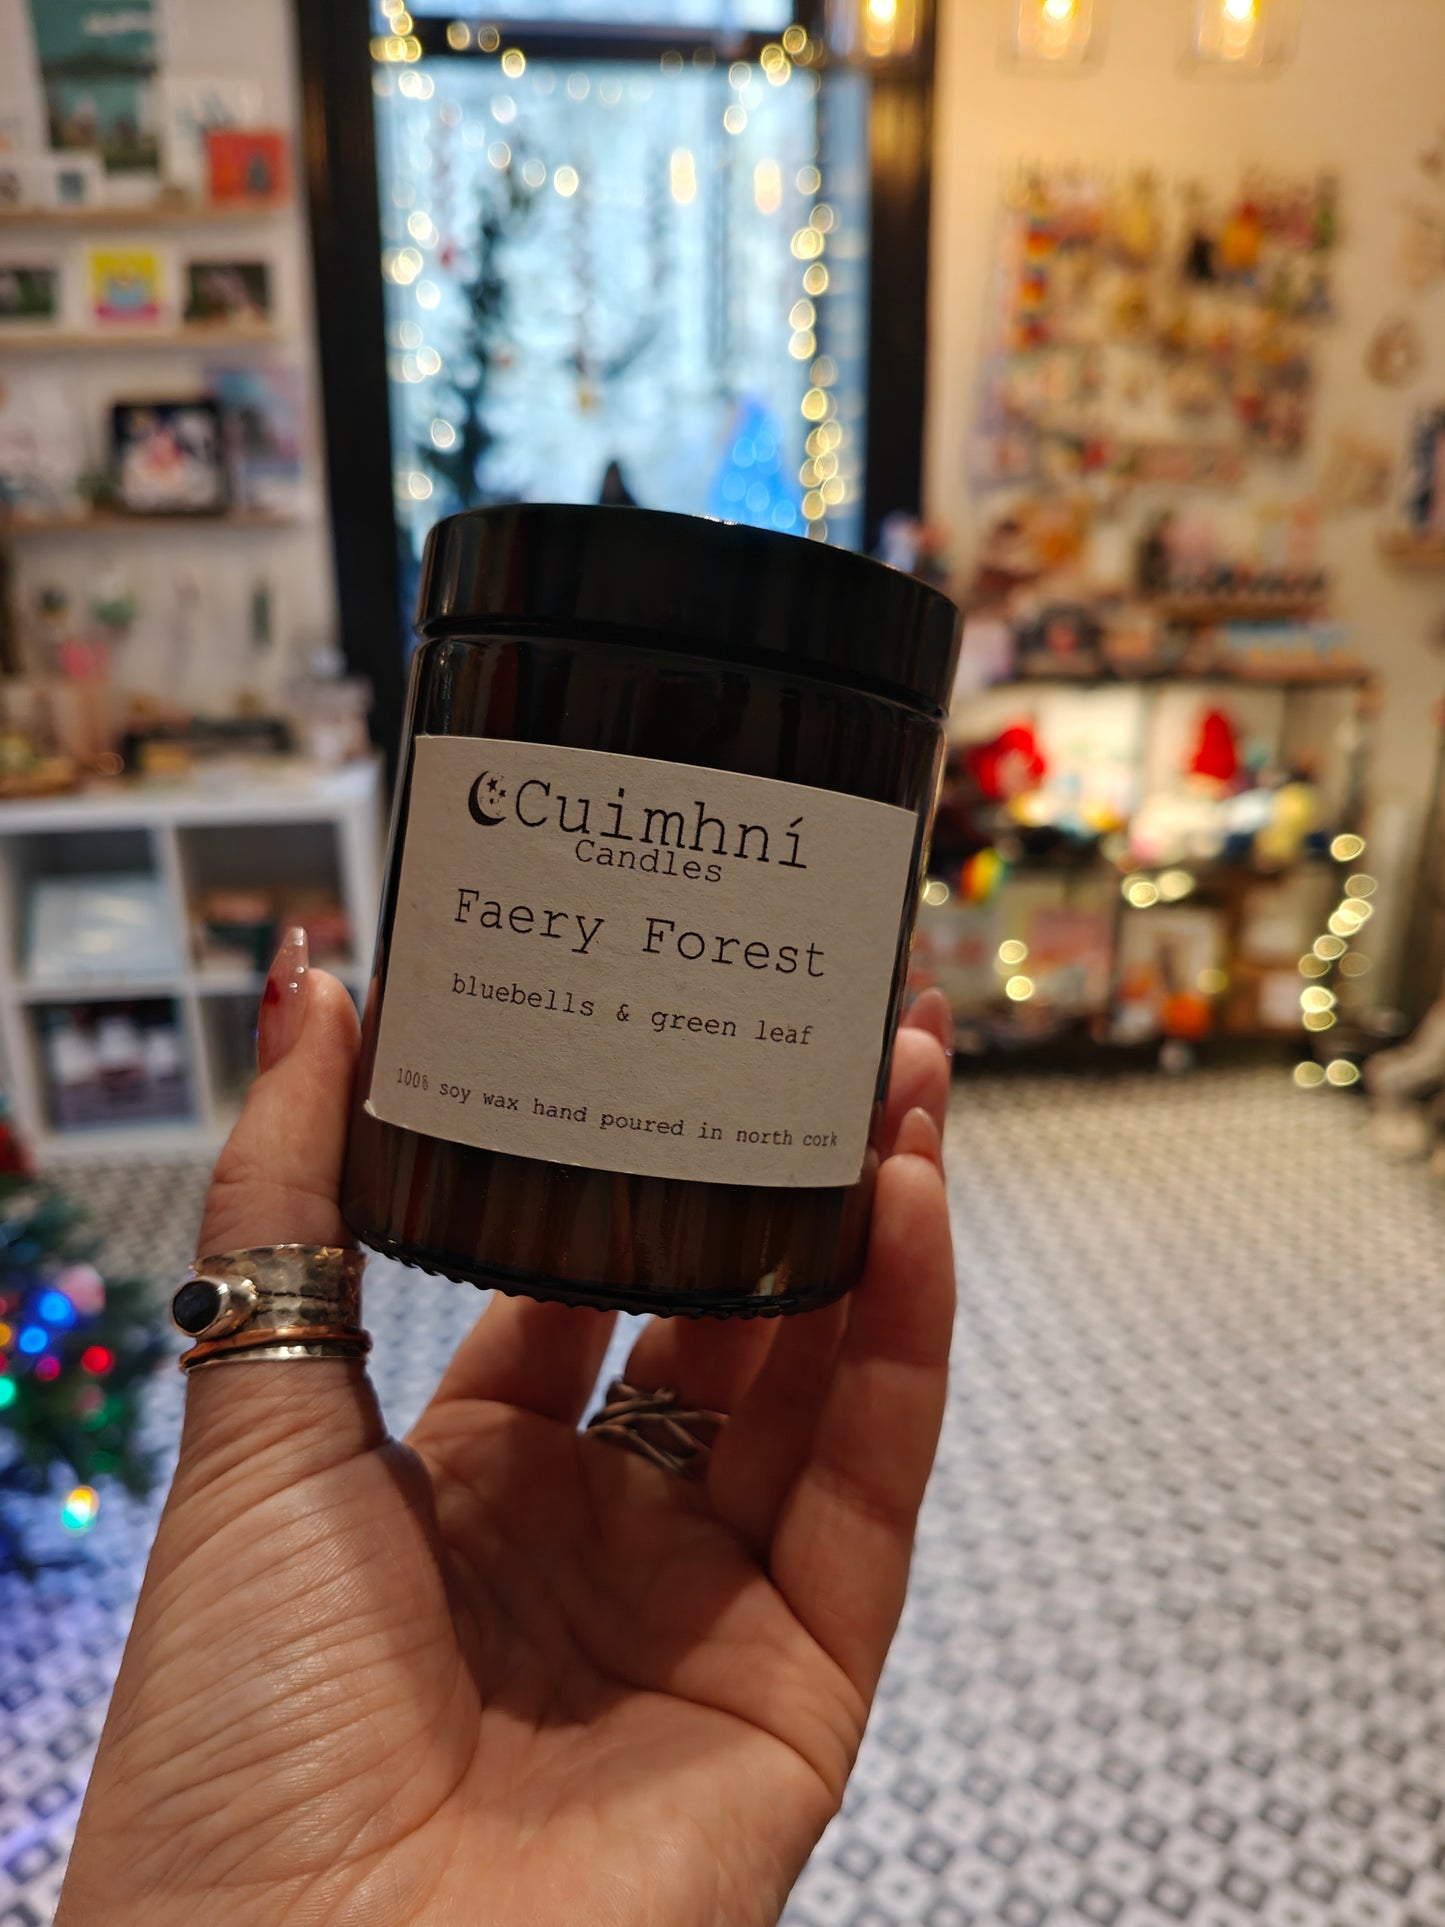 Cuimhní
Candles
Faery Forest
bluebells & green leaf
100% soy wax hand poured in north cork